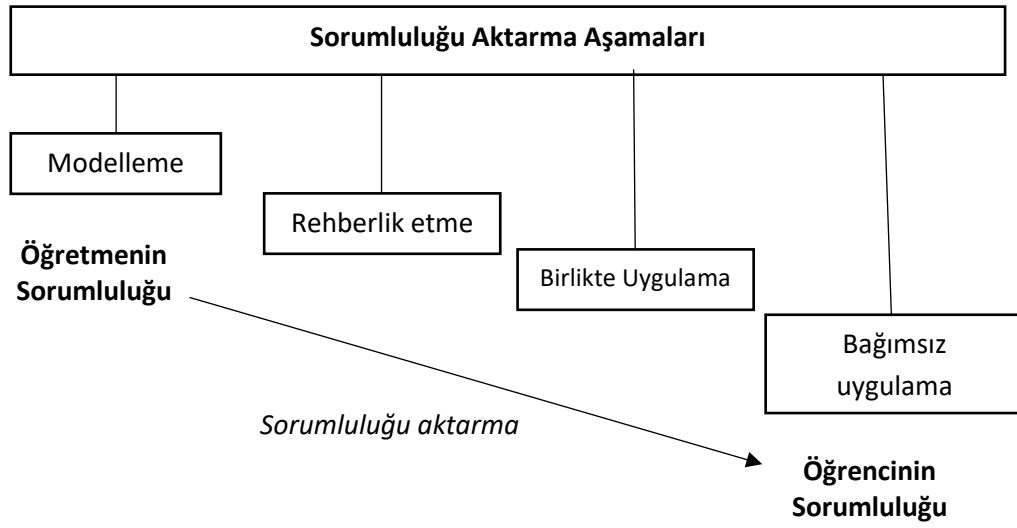 Sorumluluğu Aktarma Aşamaları
Modelleme
Rehberlik etme
Öğretmenin
Sorumluluğu
Birlikte Uygulama
Bağımsız
uygulama
Sorumluluğu aktarma
Öğrencinin
Sorumluluğu